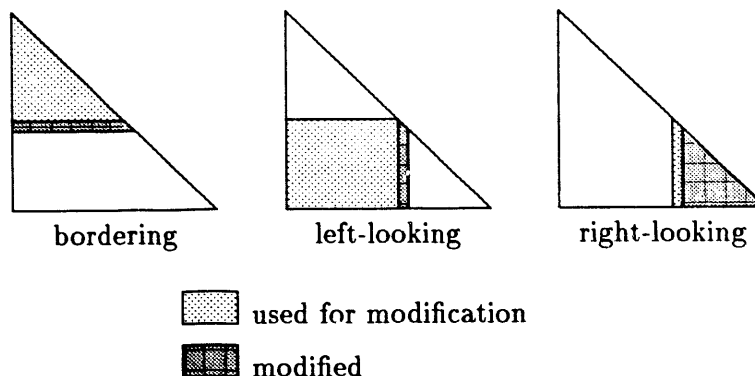 bordering
left-looking
right-looking
used for modification
modified